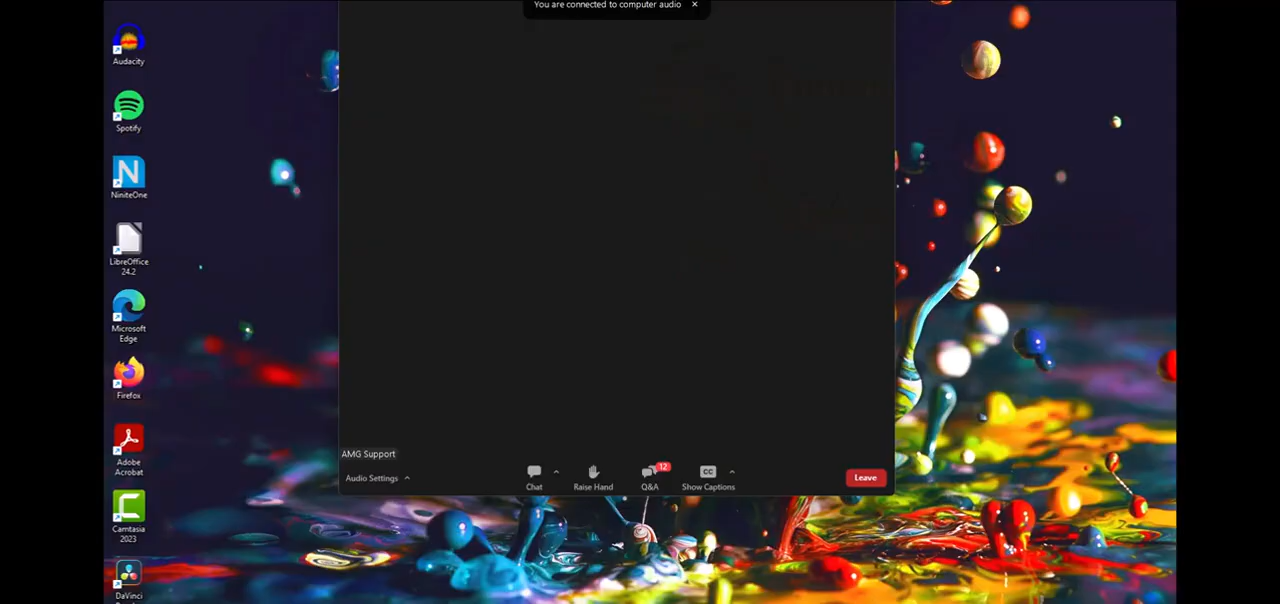 You are connected to computer audio
Audacity
Spotify
NiniteOne
LibreOffice
24.2
Microsoft
Edge
Firefox
Adobe
Acrobat
Camtasia
2023
DaVinci
AMG Support
Audio Settings
Chat
Raise Hand
12
Q&A
CC
Show Captions
Leave